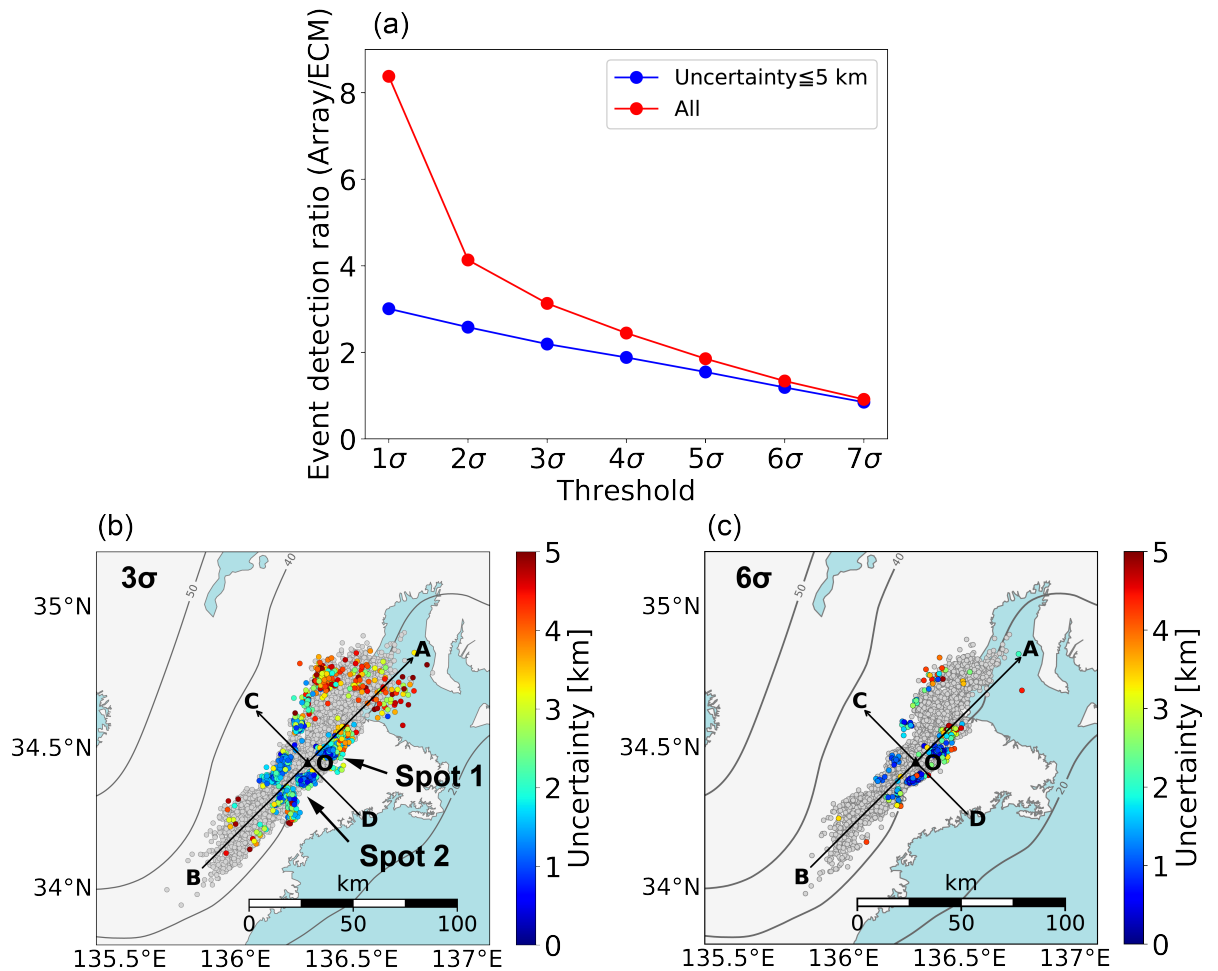 (a)
Event detection ratio (Array/ECM)
8
6
4
2
0
Uncertainty≦5 km
All
1σ 2σ 3σ 4σ 5σ 6σ 7σ
Threshold
(b)
3σ
50
40
35°N
34.5°N
34°N
A
C
O
Spot 1
D
Spot 2
B
km
0 50 100
135.5°E 136°E 136.5°E 137°E
5
4
3
2
1
0
Uncertainty [km]
(c)
6σ
50
40
20
35°N
34.5°N
34°N
A
C
O
D
B
km
0 50 100
135.5°E 136°E 136.5°E 137°E
5
4
3
2
1
0
Uncertainty [km]